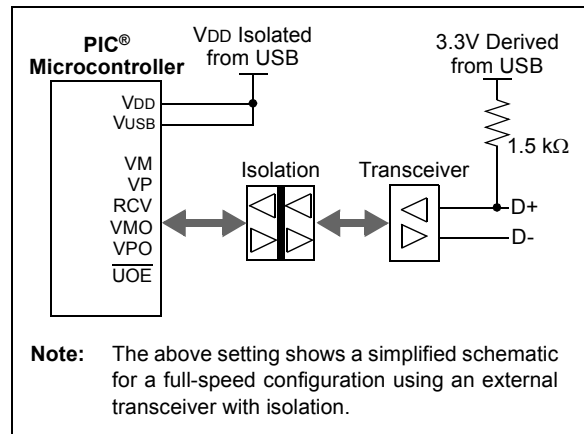 PIC®
Microcontroller
VDD Isolated
from USB
3.3V Derived
from USB
VDD
VUSB
1.5 kΩ
VM
VP
RCV
VMO
VPO
UOE
Isolation
Transceiver
D+
D-
Note: The above setting shows a simplified schematic
for a full-speed configuration using an external
transceiver with isolation.